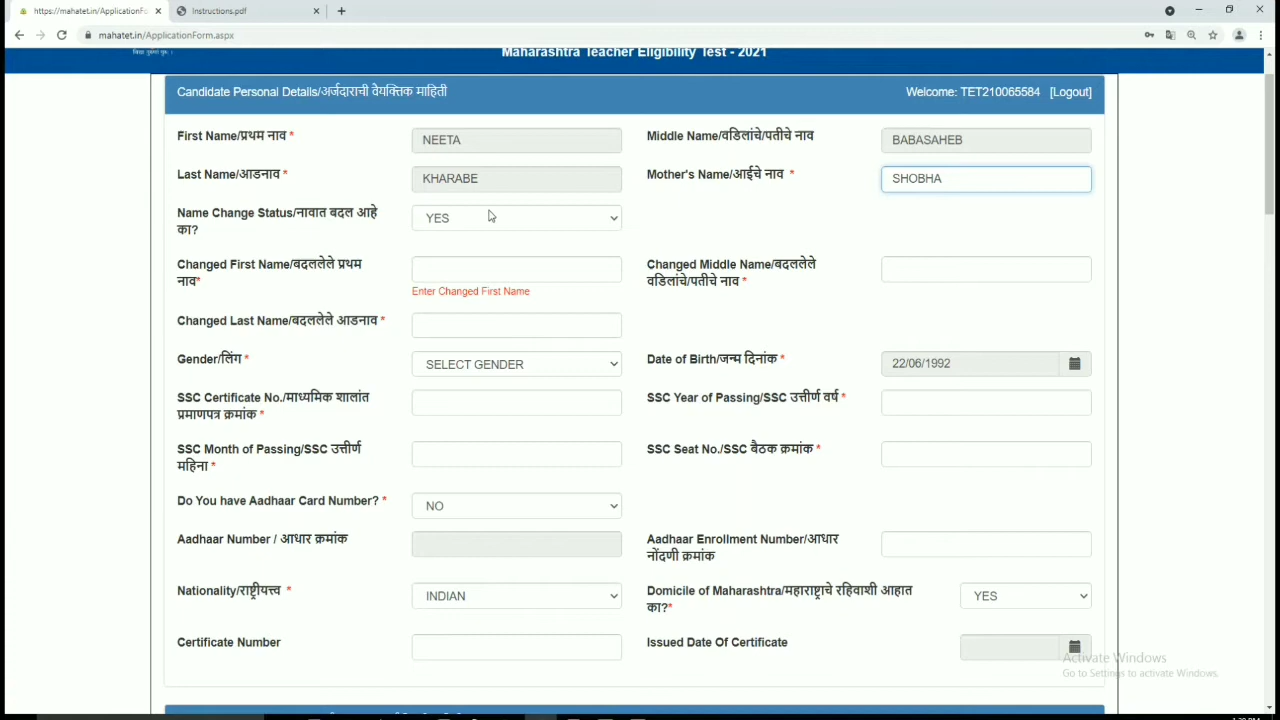 https://mahatet.in/ApplicationFo
Instructions.pdf
mahatet.in/ApplicationForm.aspx
Maharashtra Teacher Eligibility Test - 2021
Candidate Personal Details/अर्जदाराची वैयक्तिक माहिती
Welcome: TET210065584 [Logout]
First Name/प्रथम नाव *
NEETA
Middle Name/वडिलांचे/पतीचे नाव
BABASAHEB
Last Name/आडनाव *
KHARABE
Mother's Name/आईचे नाव *
SHOBHA
Name Change Status/नावात बदल आहे
का?
YES
Changed First Name/बदललेले प्रथम
नाव*
Enter Changed First Name
Changed Middle Name/बदललेले
वडिलांचे/पतीचे नाव *
Changed Last Name/बदललेले आडनाव *
Gender/लिंग *
SELECT GENDER
Date of Birth/जन्म दिनांक *
22/06/1992
SSC Certificate No./माध्यमिक शालांत
प्रमाणपत्र क्रमांक *
SSC Year of Passing/SSC उत्तीर्ण वर्ष *
SSC Month of Passing/SSC उत्तीर्ण
महिना *
SSC Seat No./SSC बैठक क्रमांक *
Do You have Aadhaar Card Number? *
NO
Aadhaar Number / आधार क्रमांक
Aadhaar Enrollment Number/आधार
नोंदणी क्रमांक
Nationality/राष्ट्रीयत्त्व *
INDIAN
Domicile of Maharashtra/महाराष्ट्राचे रहिवाशी आहात
का?*
YES
Certificate Number
Issued Date Of Certificate
Activate Windows
Go to Settings to activate Windows.